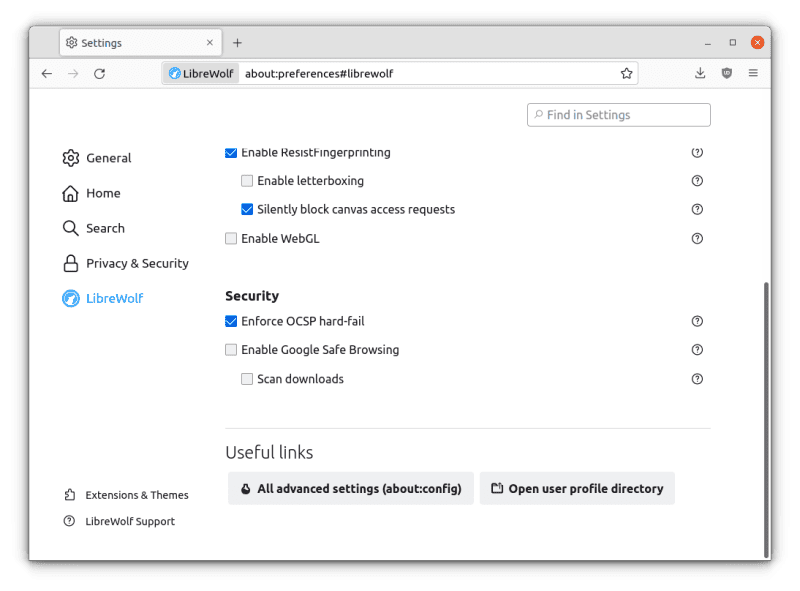 Settings
LibreWolf about:preferences#librewolf
Find in Settings
General
Home
Search
Privacy & Security
LibreWolf
Extensions & Themes
LibreWolf Support
Enable ResistFingerprinting
Enable letterboxing
Silently block canvas access requests
Enable WebGL
Security
Enforce OCSP hard-fail
Enable Google Safe Browsing
Scan downloads
Useful links
All advanced settings (about:config) Open user profile directory